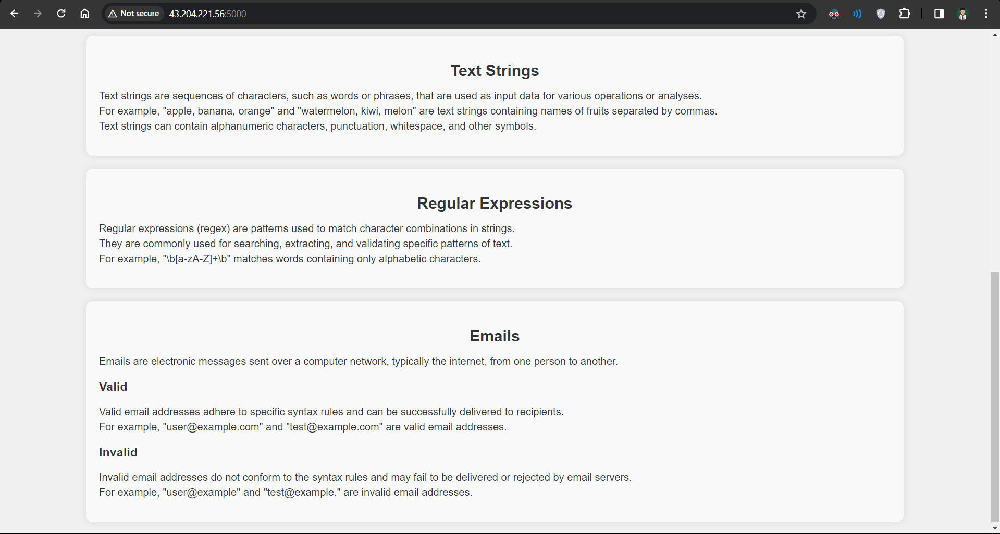 Not secure 43.204.221.56:5000
Text Strings
Text strings are sequences of characters, such as words or phrases, that are used as input data for various operations or analyses.
For example, "apple, banana, orange" and "watermelon, kiwi, melon" are text strings containing names of fruits separated by commas.
Text strings can contain alphanumeric characters, punctuation, whitespace, and other symbols.
Regular Expressions
Regular expressions (regex) are patterns used to match character combinations in strings.
They are commonly used for searching, extracting, and validating specific patterns of text.
For example, "\b[a-zA-Z]+\b" matches words containing only alphabetic characters.
Emails
Emails are electronic messages sent over a computer network, typically the internet, from one person to another.
Valid
Valid email addresses adhere to specific syntax rules and can be successfully delivered to recipients.
For example, "user@example.com" and "test@example.com" are valid email addresses.
Invalid
Invalid email addresses do not conform to the syntax rules and may fail to be delivered or rejected by email servers.
For example, "user@example" and "test@example." are invalid email addresses.